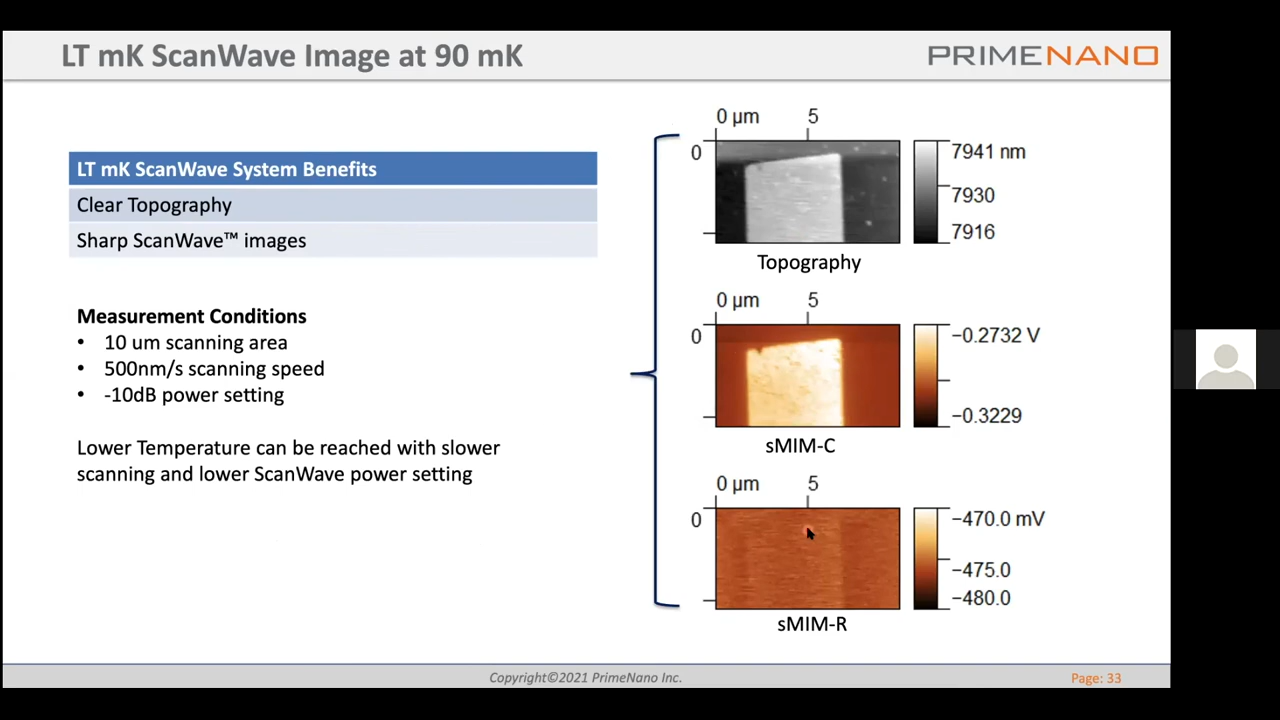 LT mK ScanWave Image at 90 mK
PRIMENANO
LT mK ScanWave System Benefits
Clear Topography
Sharp ScanWave™ images
Measurement Conditions
• 10 um scanning area
• 500nm/s scanning speed
• -10dB power setting
Lower Temperature can be reached with slower
scanning and lower ScanWave power setting
0 µm 5
0
7941 nm
7930
7916
Topography
0 µm 5
0
−0.2732 V
−0.3229
sMIM-C
0 µm 5
0
−470.0 mV
−475.0
−480.0
sMIM-R
Copyright©2021 PrimeNano Inc.
Page: 33